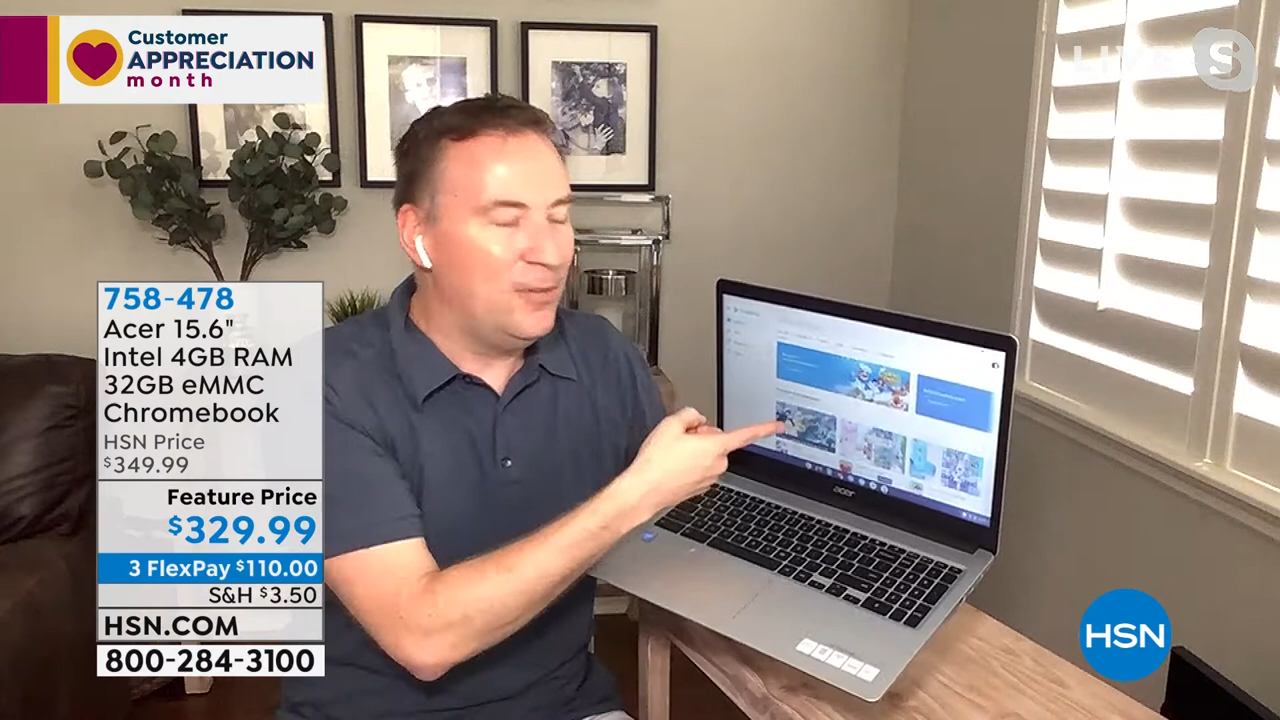 Customer
APPRECIATION
month
LIVE S
758-478
Acer 15.6"
Intel 4GB RAM
32GB eMMC
Chromebook
HSN Price
$349.99
Feature Price
$329.99
3 FlexPay $110.00
S&H $3.50
HSN.COM
800-284-3100
acer
HSN